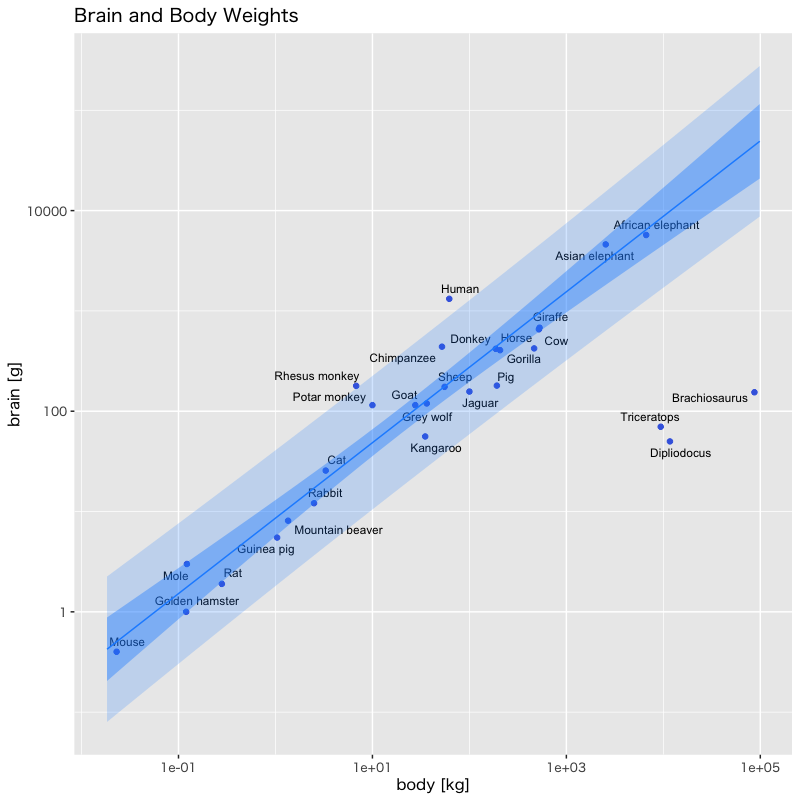 Brain and Body Weights
brain [g]
10000
100
1
African elephant
Asian elephant
Human
Giraffe
Donkey
Horse
Cow
Chimpanzee
Gorilla
Rhesus monkey
Sheep
Pig
Potar monkey
Goat
Jaguar
Brachiosaurus
Grey wolf
Triceratops
Kangaroo
Dipliodocus
Cat
Rabbit
Mountain beaver
Guinea pig
Mole
Rat
Golden hamster
Mouse
1e-01
1e+01
1e+03
1e+05
body [kg]